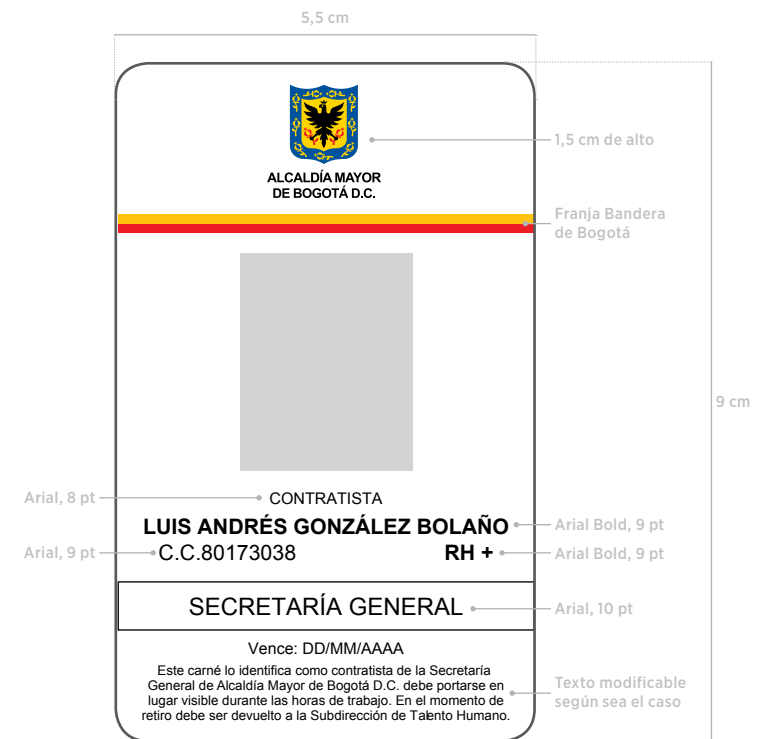 5,5 cm
1,5 cm de alto
ALCALDÍA MAYOR
DE BOGOTÁ D.C.
Franja Bandera
de Bogotá
9 cm
Arial, 8 pt
CONTRATISTA
LUIS ANDRÉS GONZÁLEZ BOLAÑO
Arial Bold, 9 pt
Arial, 9 pt
C.C.80173038
RH +
Arial Bold, 9 pt
SECRETARÍA GENERAL
Arial, 10 pt
Vence: DD/MM/AAAA
Este carné lo identifica como contratista de la Secretaría
General de Alcaldía Mayor de Bogotá D.C. debe portarse en
lugar visible durante las horas de trabajo. En el momento de
retiro debe ser devuelto a la Subdirección de Talento Humano.
Texto modificable
según sea el caso